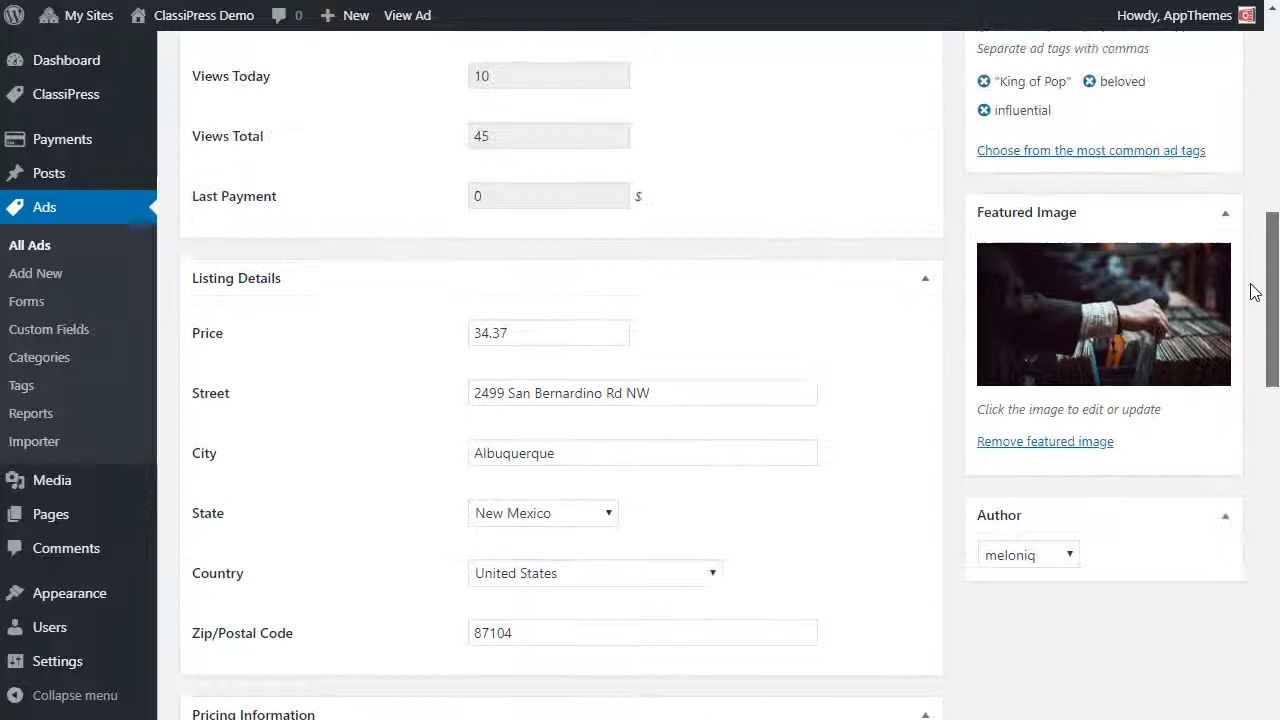 My Sites ClassiPress Demo 0 New View Ad Howdy, AppThemes
Dashboard
ClassiPress
Payments
Posts
Ads
All Ads
Add New
Forms
Custom Fields
Categories
Tags
Reports
Importer
Media
Pages
Comments
Appearance
Users
Settings
Collapse menu
Views Today 10
Views Total 45
Last Payment 0 $
Listing Details
Price 34.37
Street 2499 San Bernardino Rd NW
City Albuquerque
State New Mexico
Country United States
Zip/Postal Code 87104
Pricing Information
Separate ad tags with commas
"King of Pop" beloved
influential
Choose from the most common ad tags
Featured Image
Click the image to edit or update
Remove featured image
Author
meloniq